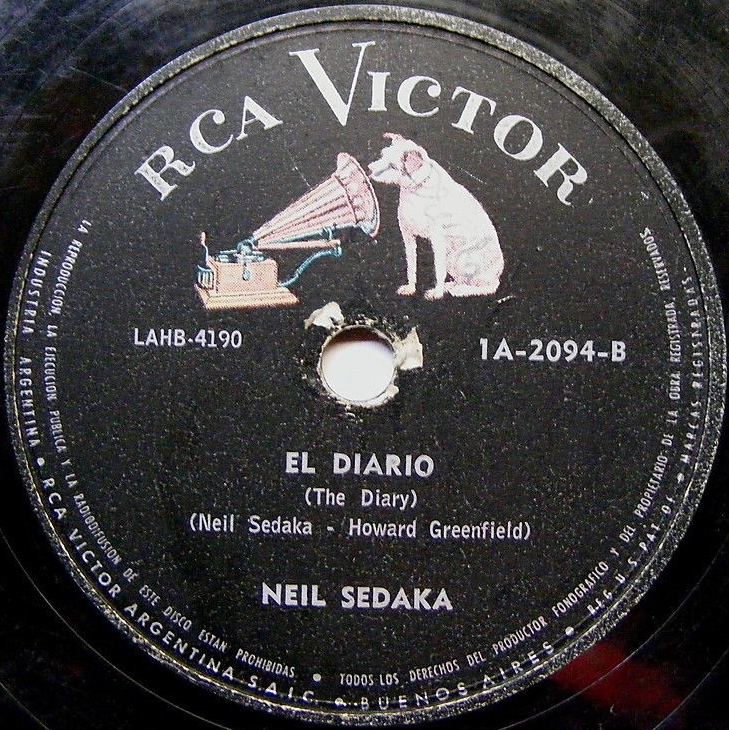 RCA VICTOR
LAHB-4190
1A-2094-B
EL DIARIO
(The Diary)
(Neil Sedaka - Howard Greenfield)
NEIL SEDAKA
LA REPRODUCCION, LA EJECUCION PUBLICA Y LA RADIODIFUSION DE ESTE DISCO ESTAN PROHIBIDAS. • TODOS LOS DERECHOS DEL PRODUCTOR FONOGRAFICO Y DEL PROPIETARIO DE LA OBRA REGISTRADA, RESERVADOS
INDUSTRIA ARGENTINA • RCA VICTOR ARGENTINA S.A.I.C. • BUENOS AIRES • REG. U.S. PAT. Of. • MARCAS REGISTRADAS